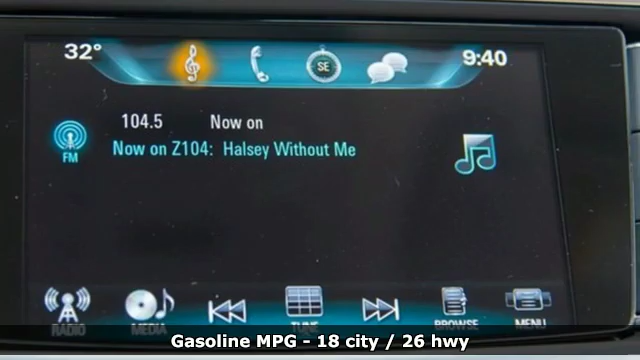 32°
SE
9:40
104.5 Now on
FM
Now on Z104: Halsey Without Me
RADIO MEDIA TUNE BROWSE MENU
Gasoline MPG - 18 city / 26 hwy